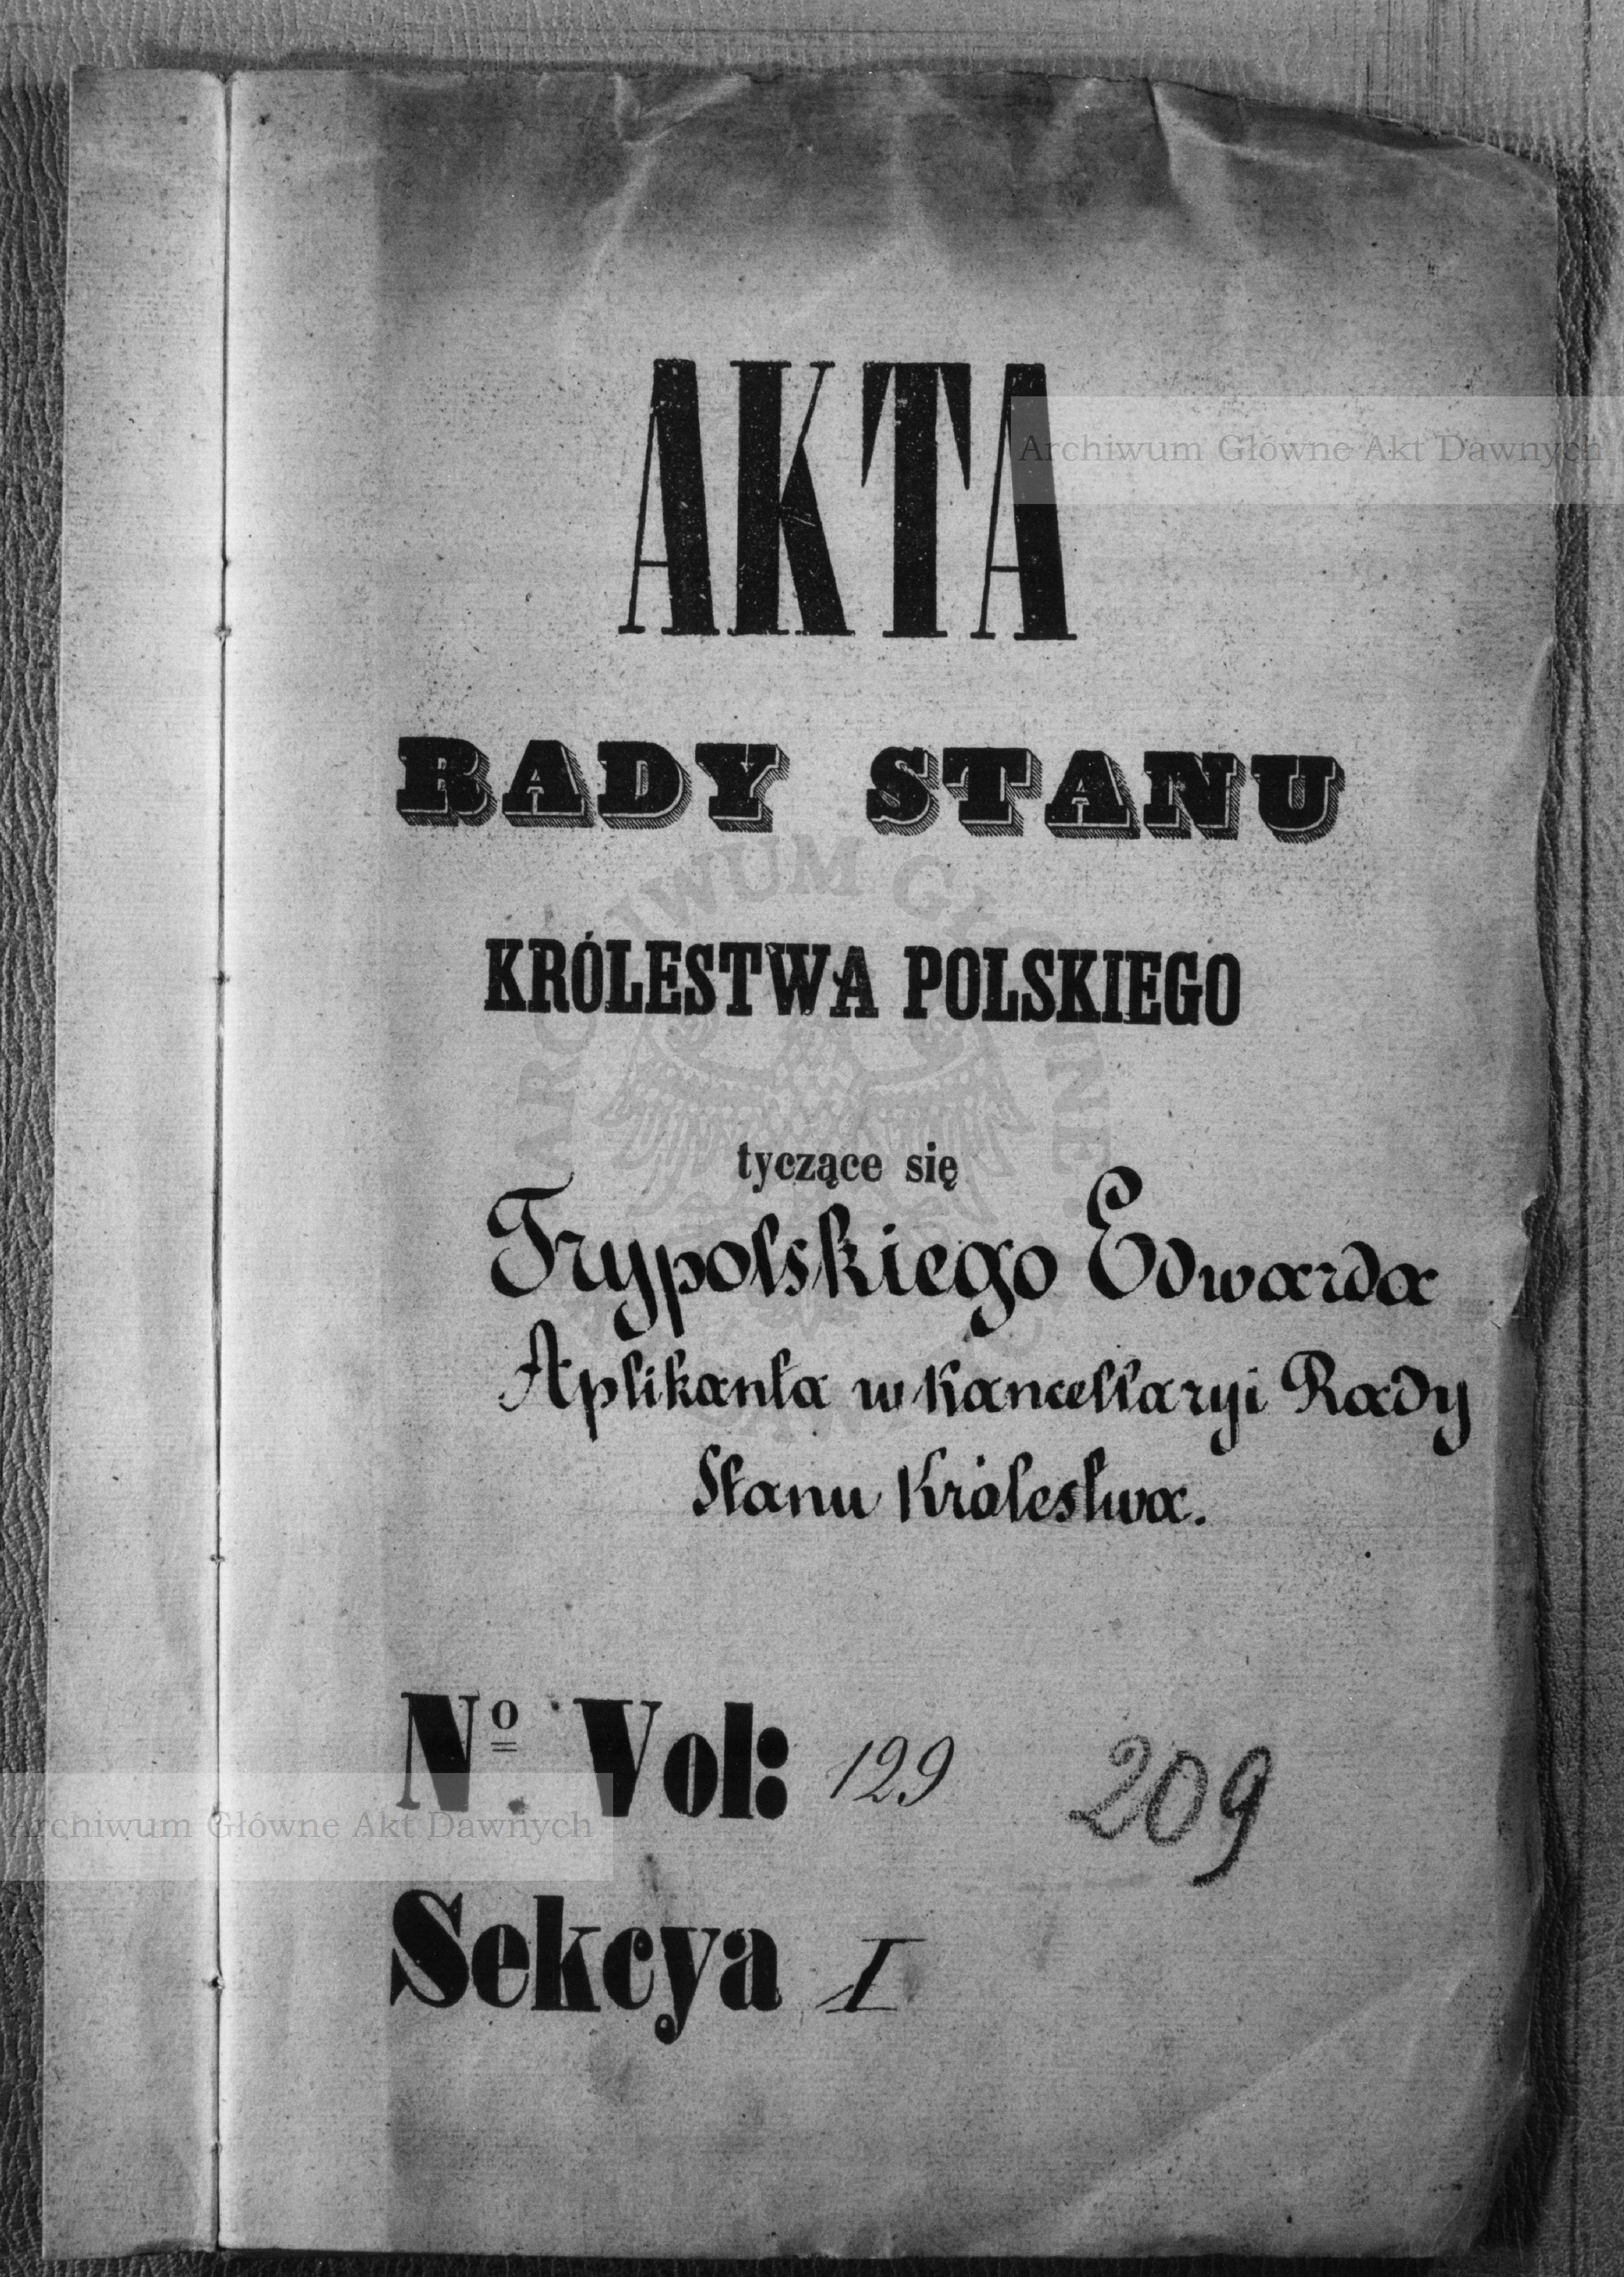 AKTA
Archiwum Główne Akt Dawnych
RADY STANU
KRÓLESTWA POLSKIEGO
tyczące się
Trypolskiego Edwarda
Aplikanta w Kancellaryi Rady
Stanu Królestwa.
Nº Vol: 129 209
Archiwum Główne Akt Dawnych
Sekcya I